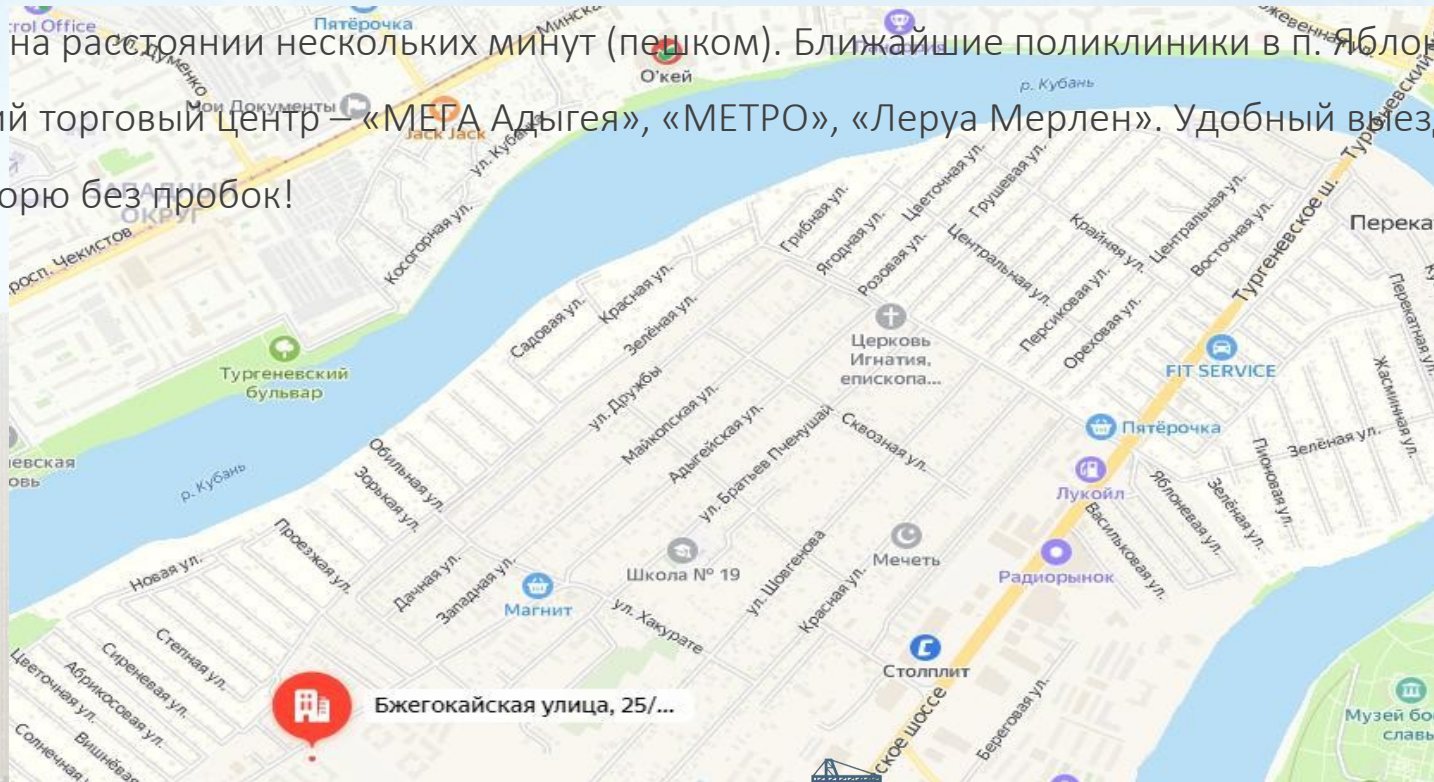 на расстоянии нескольких минут (пешком). Ближайшие поликлиники в п.
торговый центр – «МЕГА Адыгея», «МЕТРО», «Леруа Мерлен». Удобный
без пробок!
Пятёрочка
О'кей
Мои Документы
Jack Jack
ул. Кубанка
р. Кубань
ОКРУГ
просп. Чекистов
Косогорная ул.
Тургеневское ш.
Грибная ул.
Ягодная ул.
Цветочная ул.
Розовая ул.
Грушевая ул.
Центральная ул.
Крайняя ул.
Центральная ул.
Восточная ул.
Персиковая ул.
Ореховая ул.
Перекатная ул.
Садовая ул.
Красная ул.
Зелёная ул.
Церковь
Игнатия,
епископа...
FIT SERVICE
Тургеневский
бульвар
ул. Дружбы
Майкопская ул.
Адыгейская ул.
ул. Братьев Пченушай
Сквозная ул.
Пятёрочка
Жасминная ул.
Зелёная ул.
Пионовая ул.
Лукойл
Яблоневая ул.
Зелёная ул.
Васильковая ул.
Обильная ул.
Зорькая ул.
р. Кубань
Проезжая ул.
Новая ул.
Дачная ул.
Западная ул.
Магнит
Школа № 19
ул. Хакурате
ул. Шовгенова
Красная ул.
Мечеть
Радиорынок
Столплит
Степная ул.
Сиреневая ул.
Абрикосовая ул.
Цветочная ул.
Вишнёвая
Солнечная
Бжегокайская улица, 25/...
шоссе
Береговая ул.
Музей
славы